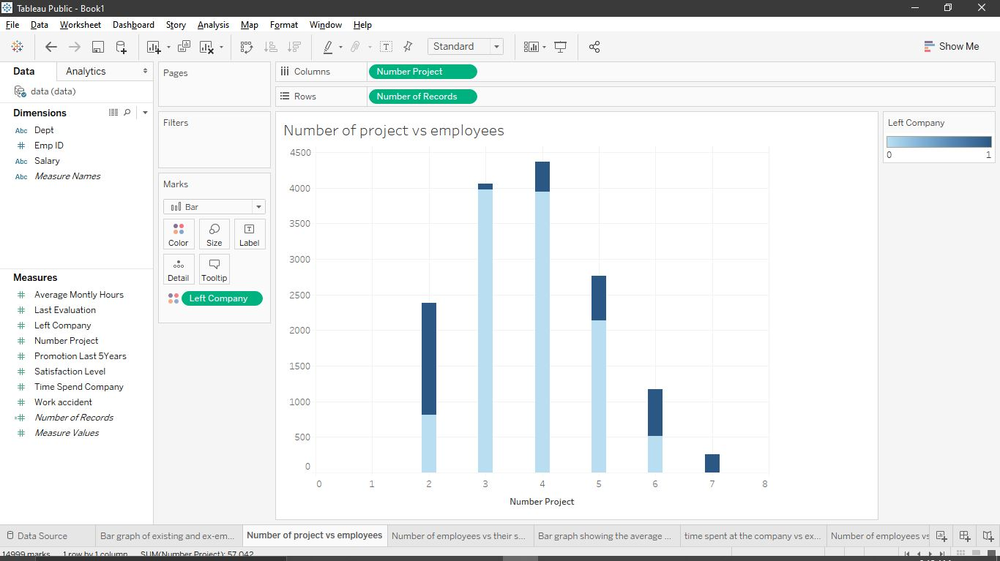 Tableau Public - Book1
File Data Worksheet Dashboard Story Analysis Map Format Window Help
Standard
Show Me
Data Analytics
data (data)
Dimensions
Abc Dept
# Emp ID
Abc Salary
Abc Measure Names
Measures
# Average Montly Hours
# Last Evaluation
# Left Company
# Number Project
# Promotion Last 5Years
# Satisfaction Level
# Time Spend Company
# Work accident
=# Number of Records
# Measure Values
Pages
Filters
Marks
Bar
Color Size Label
Detail Tooltip
Left Company
Columns Number Project
Rows Number of Records
Number of project vs employees
4500
4000
3500
3000
2500
2000
1500
1000
500
0
0 1 2 3 4 5 6 7 8
Number Project
Left Company
0 1
Data Source Bar graph of existing and ex-em... Number of project vs employees Number of employees vs their s... Bar graph showing the average ... time spent at the company vs ex... Number of employees vs
14999 marks 1 row by 1 column SUM(Number Project): 57,042